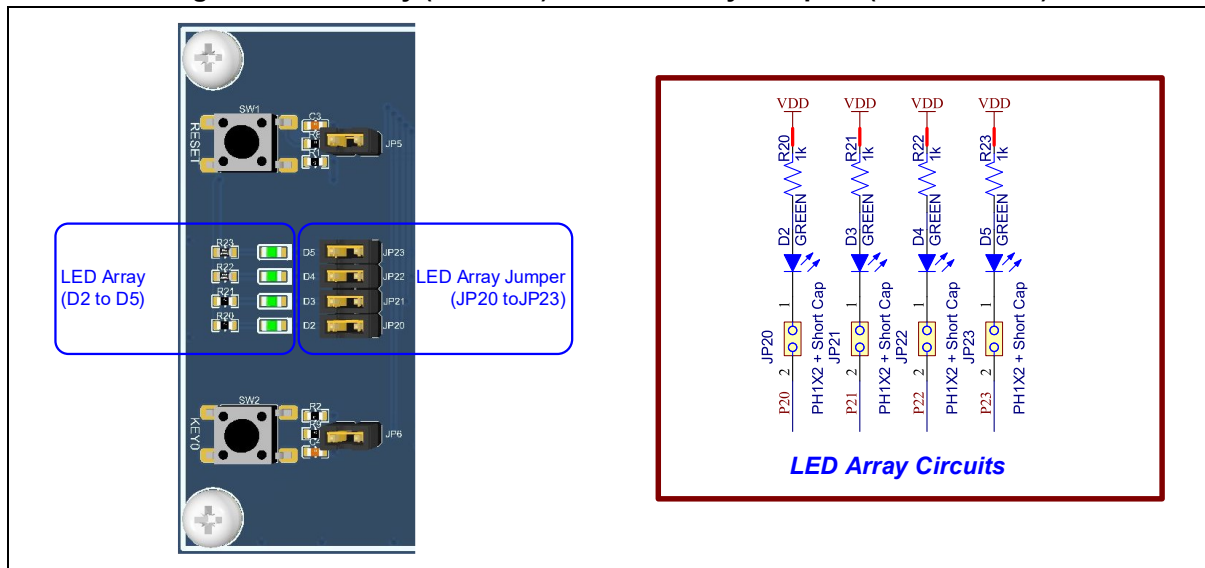 SW1
RESET
C3
R1
JP5
LED Array
(D2 to D5)
R23
R22
R21
R20
D5
D4
D3
D2
JP23
JP22
JP21
JP20
LED Array Jumper
(JP20 toJP23)
SW2
KEY0
R2
R9
C4
JP6
VDD VDD VDD VDD
R20 1k R21 1k R22 1k R23 1k
D2 GREEN D3 GREEN D4 GREEN D5 GREEN
1 1 1 1
JP20 PH1X2 + Short Cap
JP21 PH1X2 + Short Cap
JP22 PH1X2 + Short Cap
JP23 PH1X2 + Short Cap
2 2 2 2
P20 P21 P22 P23
LED Array Circuits